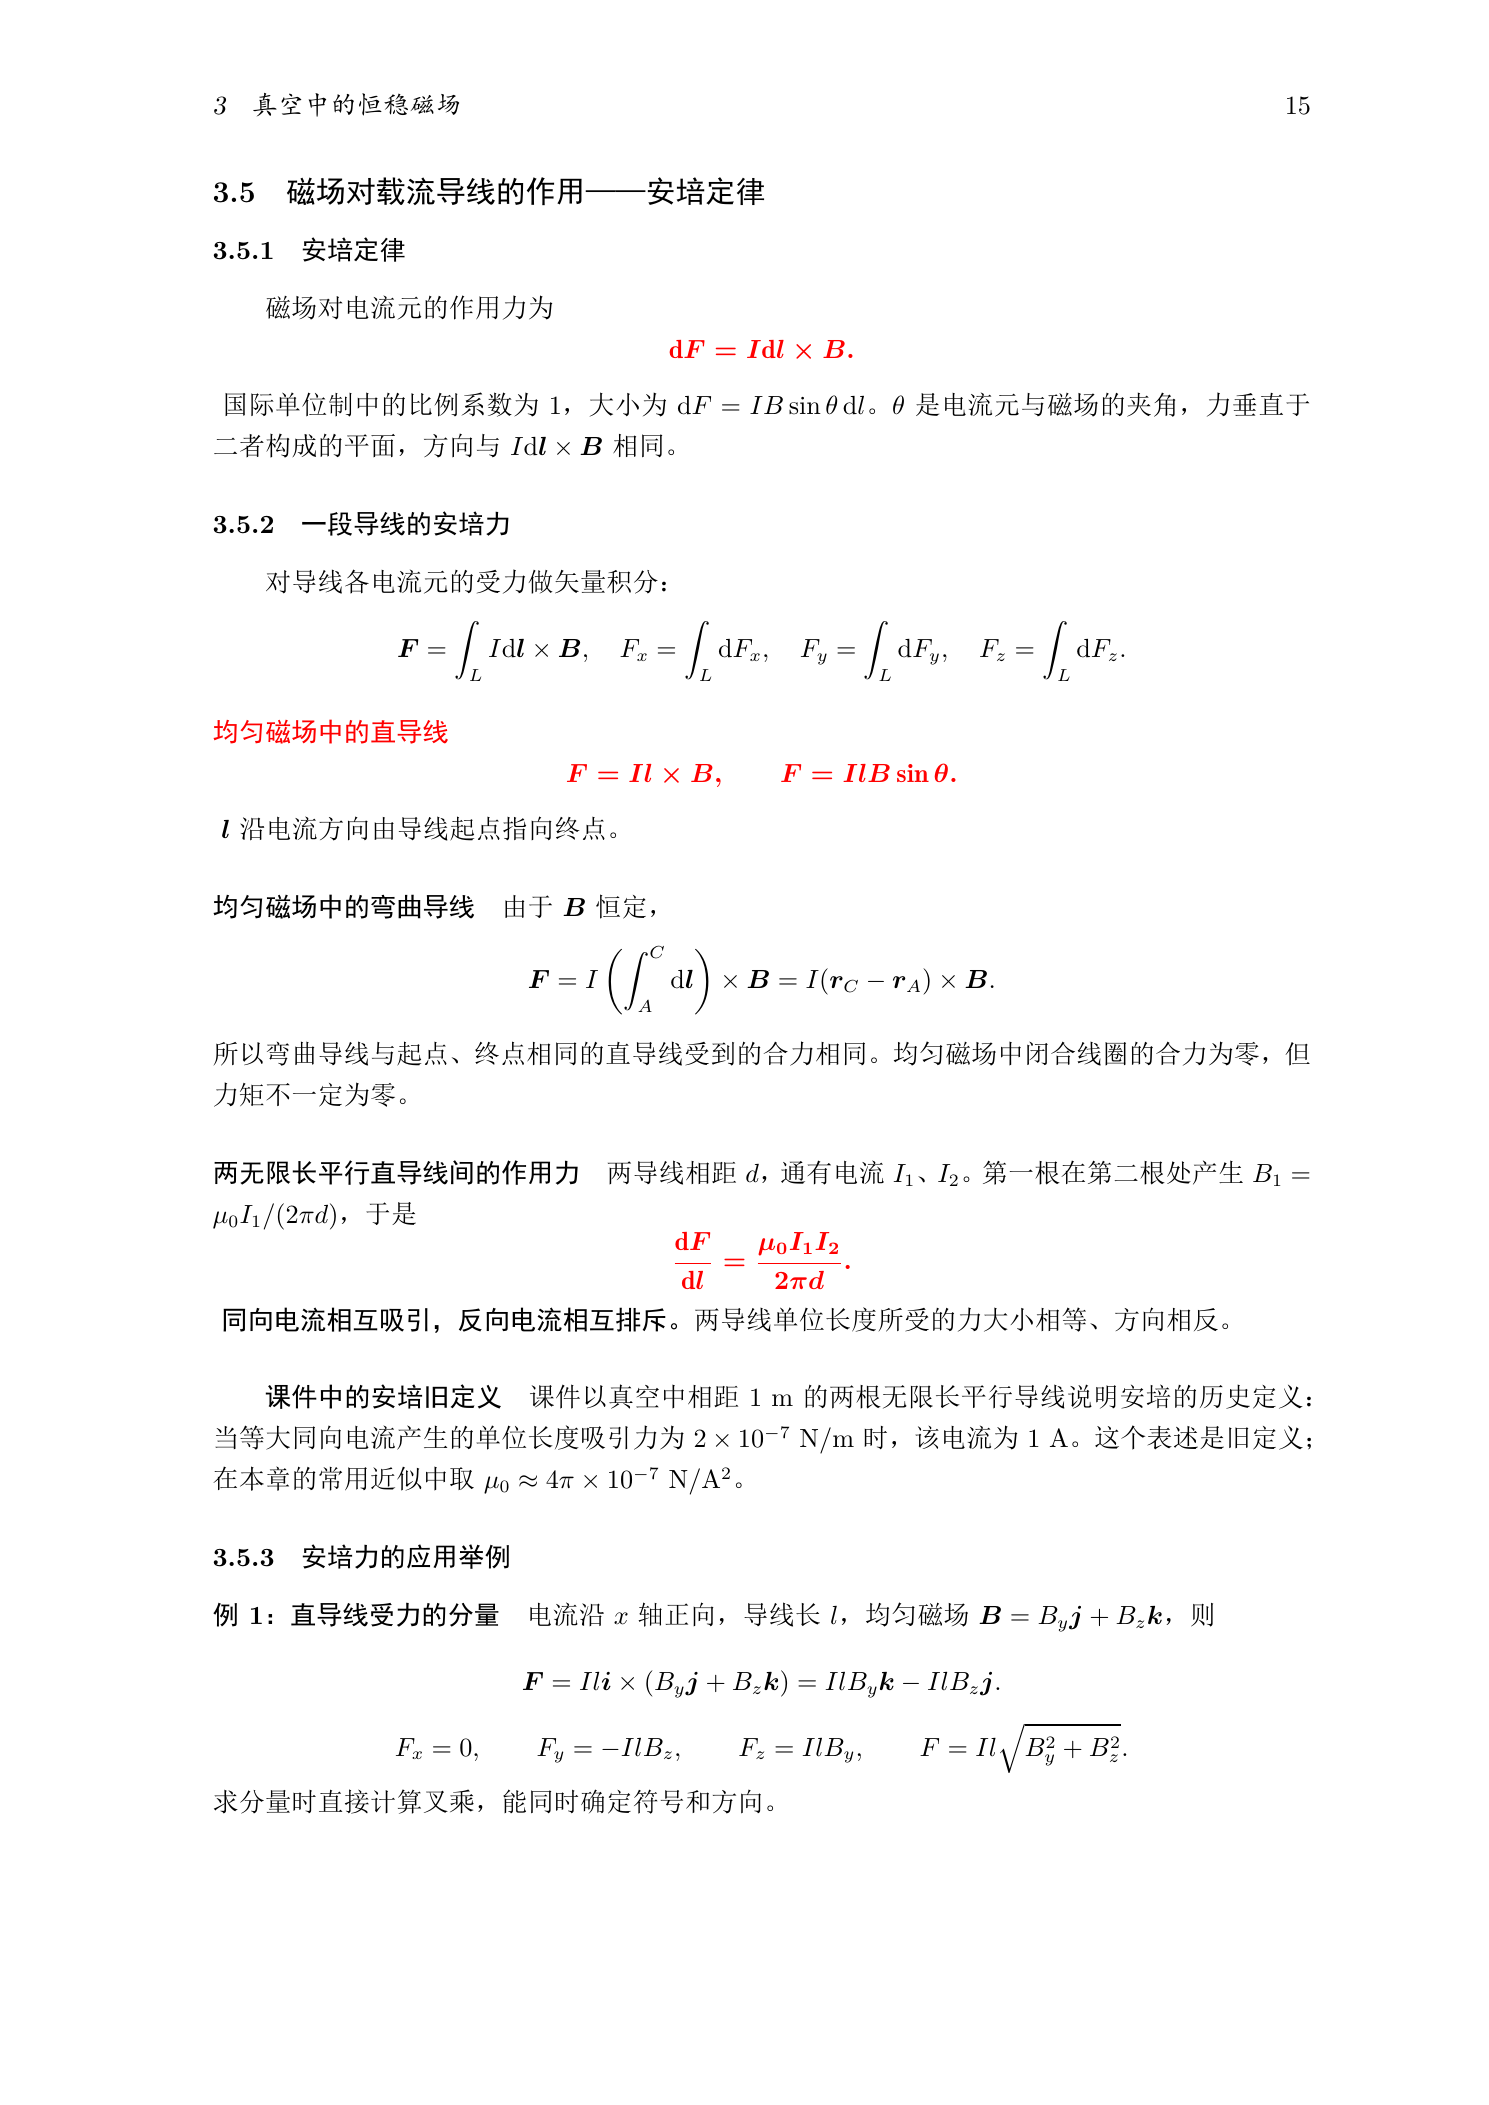 3 真空中的恒稳磁场 15
3.5 磁场对载流导线的作用——安培定律
3.5.1 安培定律
磁场对电流元的作用力为
d𝑭 = 𝑰d𝒍 × 𝑩.
国际单位制中的比例系数为 1，大小为 dF = IB sin θ dl。θ 是电流元与磁场的夹角，力垂直于
二者构成的平面，方向与 Id𝒍 × 𝑩 相同。
3.5.2 一段导线的安培力
对导线各电流元的受力做矢量积分：
𝑭 = ∫_L Id𝒍 × 𝑩, F_x = ∫_L dF_x, F_y = ∫_L dF_y, F_z = ∫_L dF_z.
均匀磁场中的直导线
𝑭 = 𝑰𝒍 × 𝑩, 𝑭 = 𝑰𝒍𝑩 sin 𝜽.
𝒍 沿电流方向由导线起点指向终点。
均匀磁场中的弯曲导线 由于 𝑩 恒定，
𝑭 = I (∫_A^C d𝒍) × 𝑩 = I(𝒓_C − 𝒓_A) × 𝑩.
所以弯曲导线与起点、终点相同的直导线受到的合力相同。均匀磁场中闭合线圈的合力为零，但
力矩不一定为零。
两无限长平行直导线间的作用力 两导线相距 d，通有电流 I₁、I₂。第一根在第二根处产生 B₁ =
μ₀I₁/(2πd)，于是
dF/dl = μ₀I₁I₂/2πd.
同向电流相互吸引，反向电流相互排斥。两导线单位长度所受的力大小相等、方向相反。
课件中的安培旧定义 课件以真空中相距 1 m 的两根无限长平行导线说明安培的历史定义：
当等大同向电流产生的单位长度吸引力为 2 × 10⁻⁷ N/m 时，该电流为 1 A。这个表述是旧定义；
在本章的常用近似中取 μ₀ ≈ 4π × 10⁻⁷ N/A²。
3.5.3 安培力的应用举例
例 1：直导线受力的分量 电流沿 x 轴正向，导线长 l，均匀磁场 𝑩 = B_y𝒋 + B_z𝒌，则
𝑭 = Il𝒊 × (B_y𝒋 + B_z𝒌) = IlB_y𝒌 − IlB_z𝒋.
F_x = 0, F_y = −IlB_z, F_z = IlB_y, F = Il√(B_y² + B_z²).
求分量时直接计算叉乘，能同时确定符号和方向。